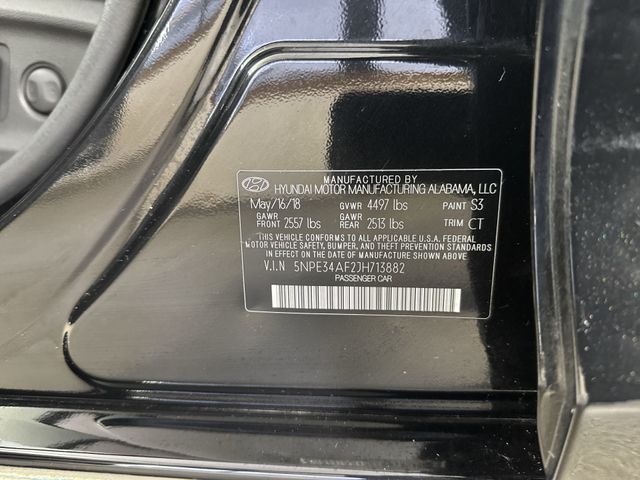 MANUFACTURED BY
HYUNDAI MOTOR MANUFACTURING ALABAMA, LLC
May/16/18 GVWR 4497 lbs PAINT S3
GAWR FRONT 2557 lbs GAWR REAR 2513 lbs TRIM CT
THIS VEHICLE CONFORMS TO ALL APPLICABLE U.S.A. FEDERAL
MOTOR VEHICLE SAFETY, BUMPER, AND THEFT PREVENTION STANDARDS
IN EFFECT ON THE DATE OF MANUFACTURE SHOWN ABOVE.
V.I.N 5NPE34AF2JH713882
PASSENGER CAR